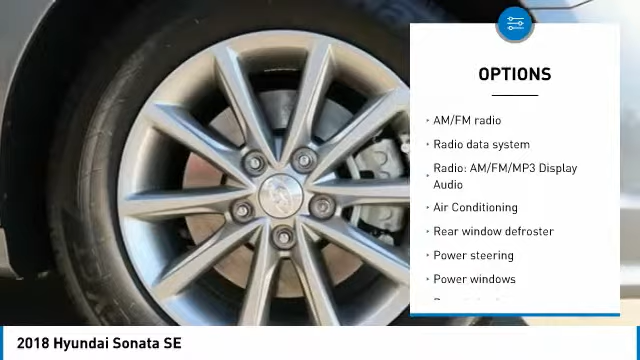 OPTIONS
AM/FM radio
Radio data system
Radio: AM/FM/MP3 Display
Audio
Air Conditioning
Rear window defroster
Power steering
Power windows
2018 Hyundai Sonata SE